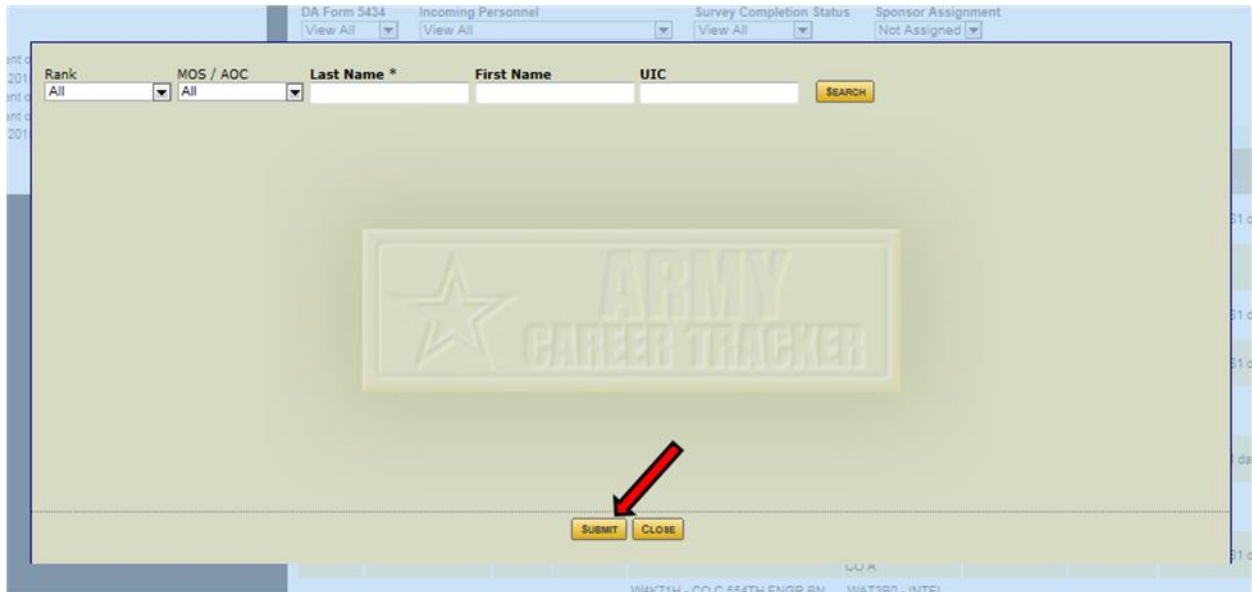 DA Form 5434 Incoming Personnel Survey Completion Status Sponsor Assignment
View All View All View All Not Assigned
Rank MOS / AOC Last Name * First Name UIC
All All SEARCH
ARMY
CAREER TRACKER
SUBMIT CLOSE
CO A
W4K71H - CO C 554TH ENGR BN WAT3B0 - INTEL